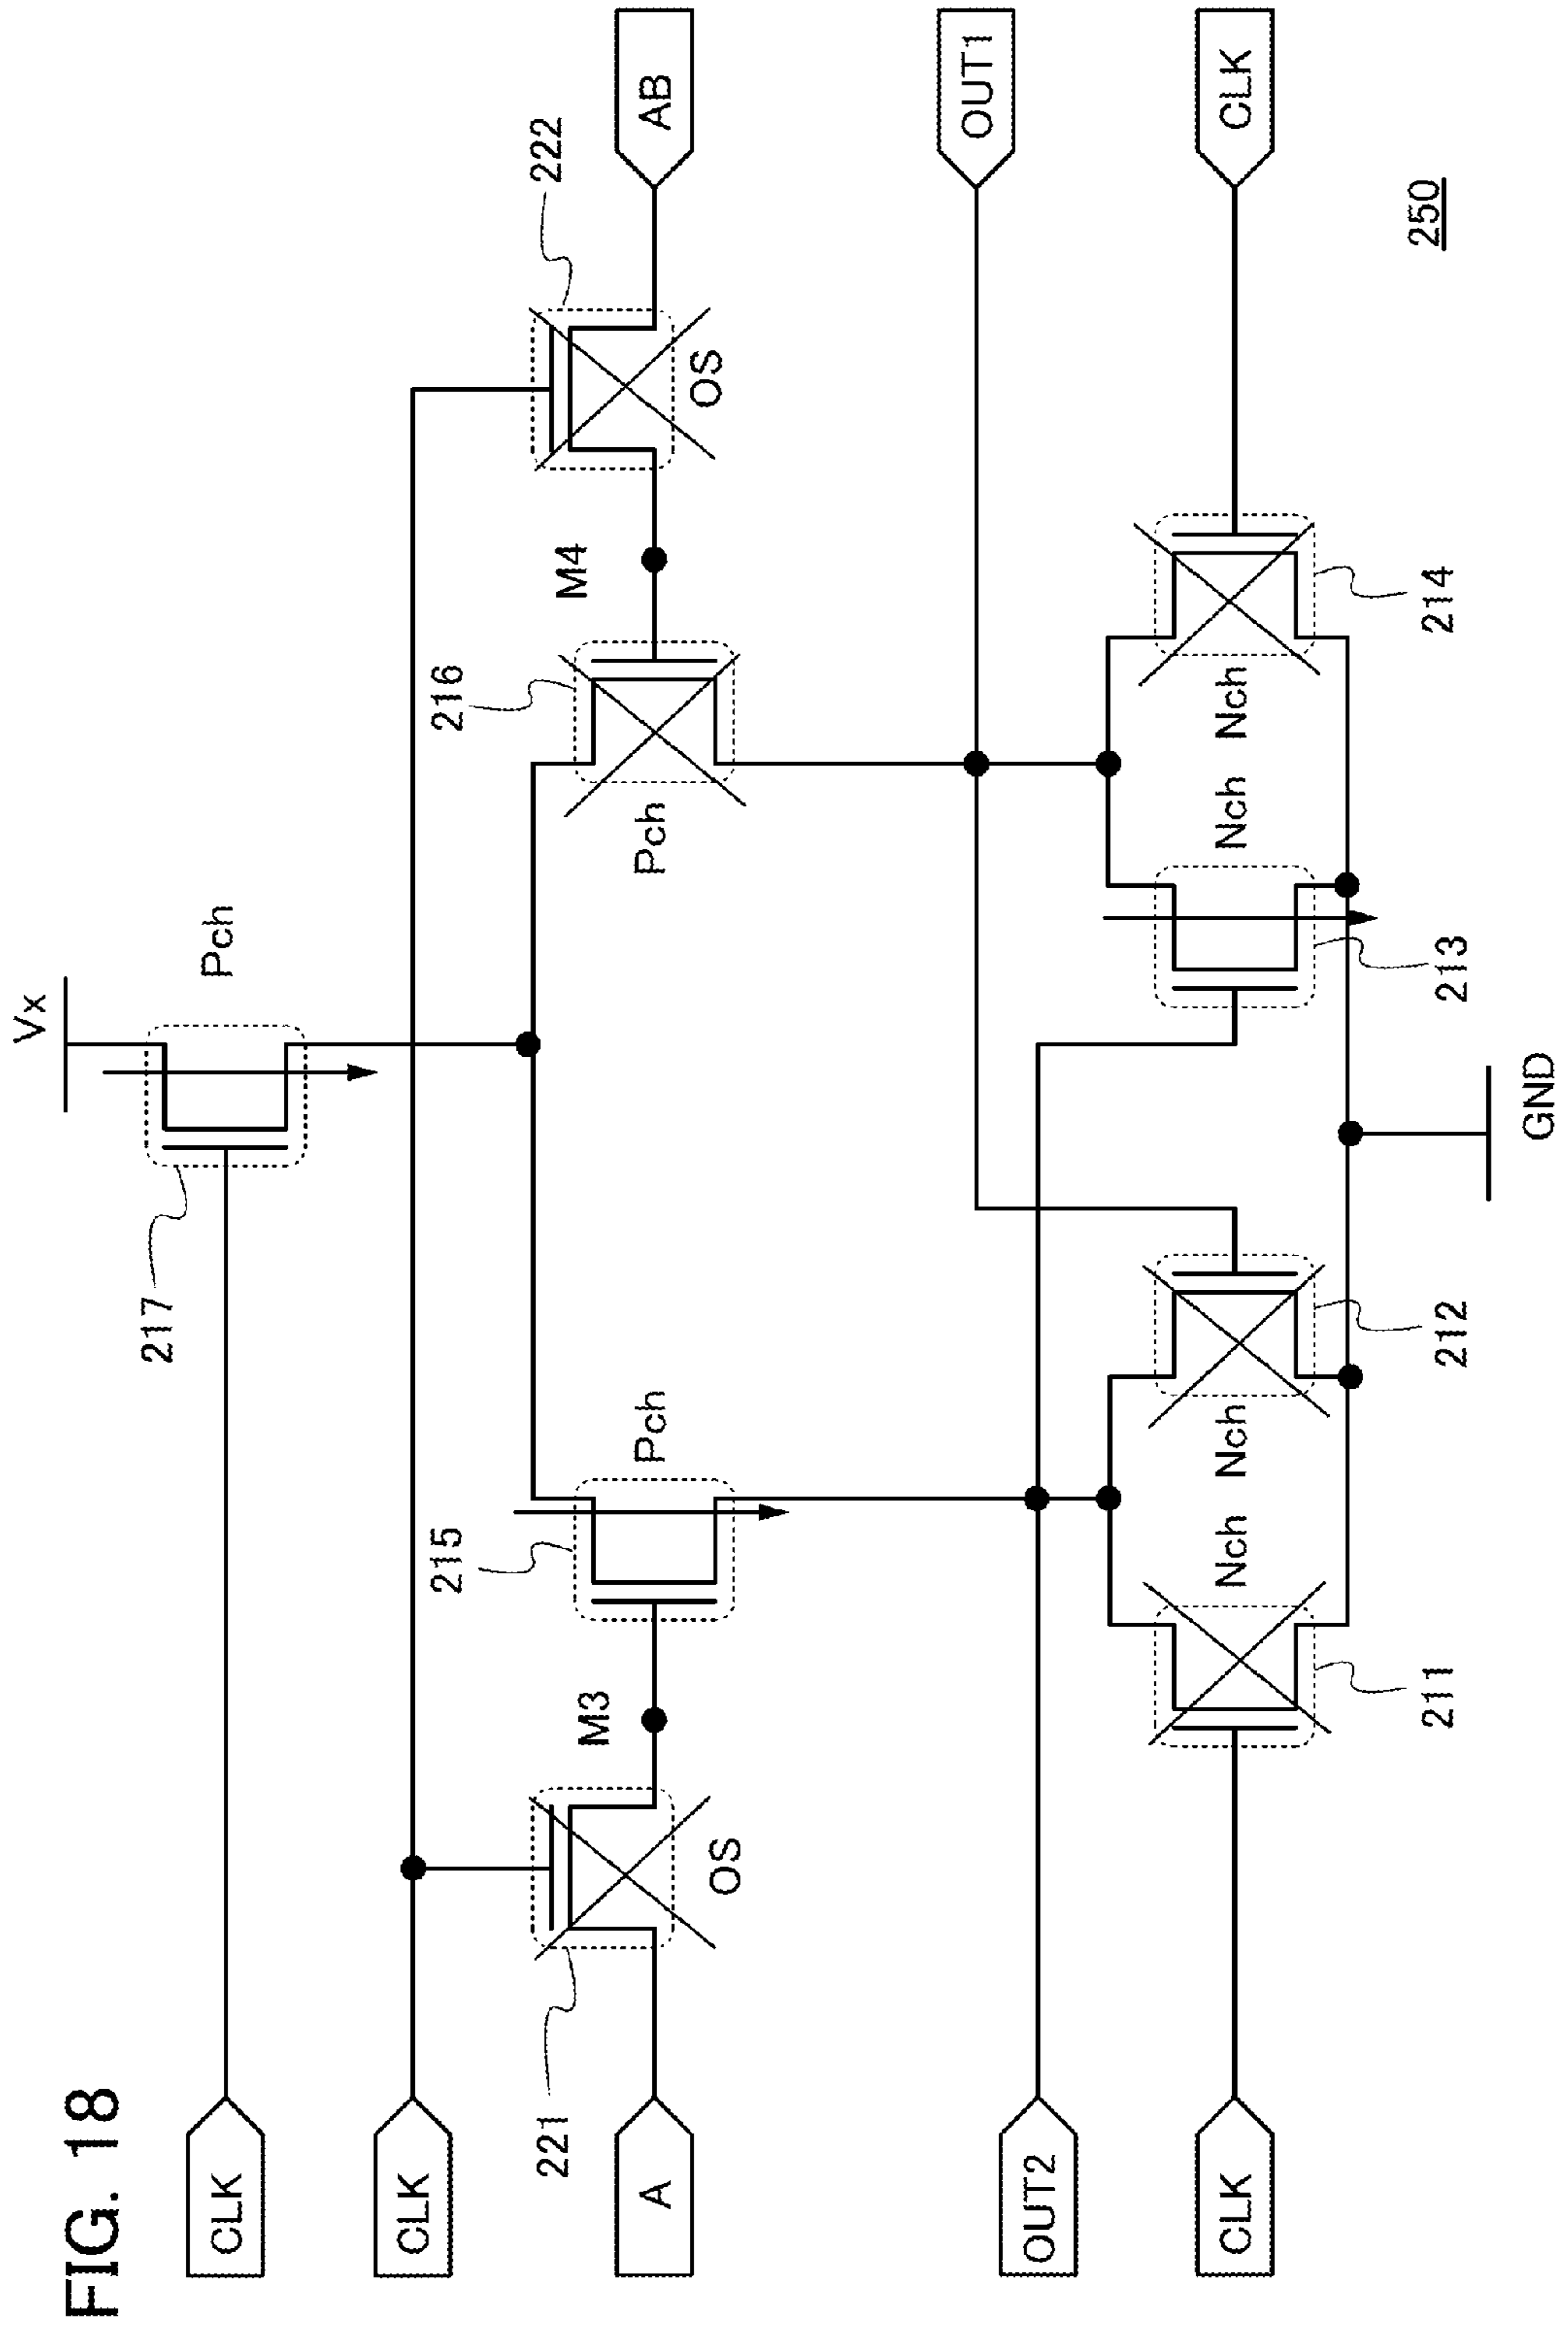 FIG. 18
Vx
CLK
217
Pch
CLK
221
222
A
OS
M3
215
Pch
Pch
216
M4
OS
AB
OUT2
OUT1
CLK
Nch
Nch
Nch
Nch
CLK
211
212
213
214
GND
250